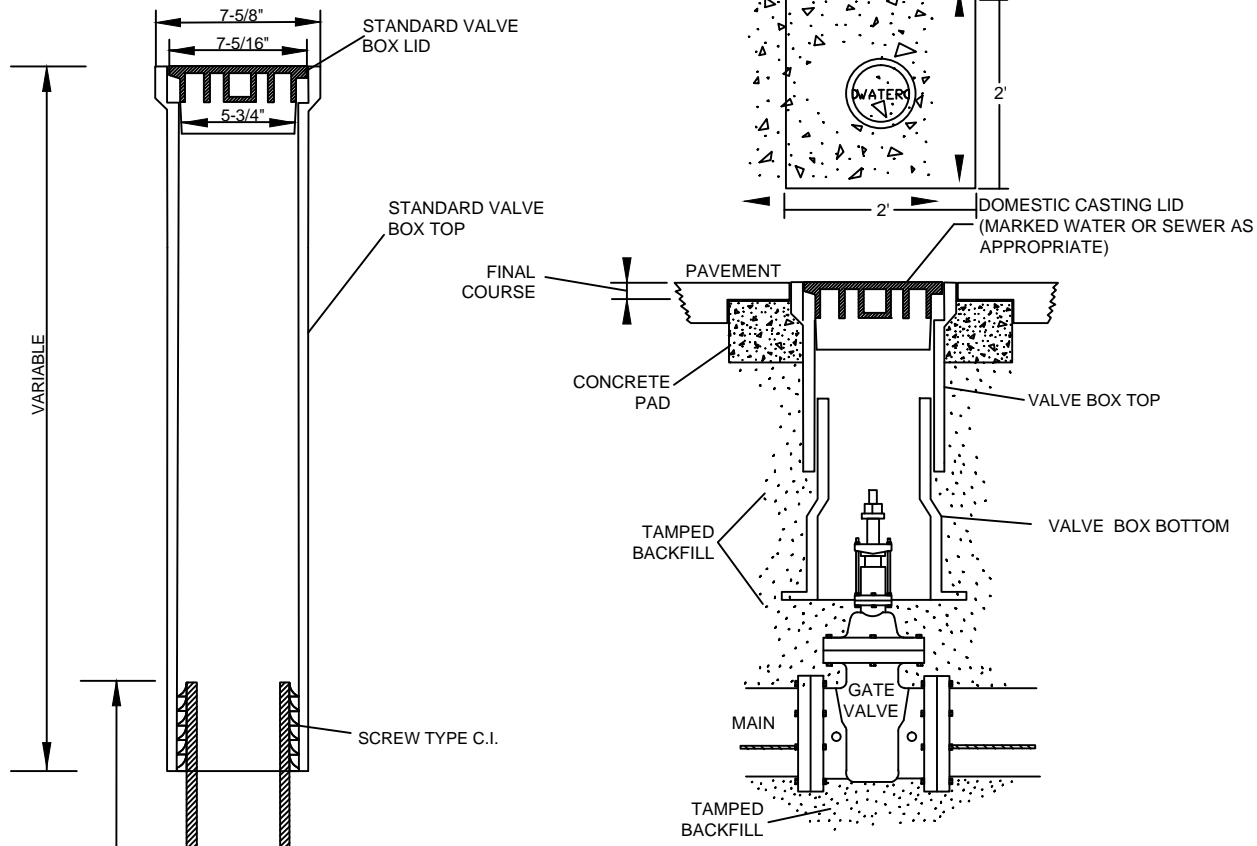 7-5/8"
7-5/16"
5-3/4"
STANDARD VALVE
BOX LID
STANDARD VALVE
BOX TOP
VARIABLE
SCREW TYPE C.I.
WATER
2'
2'
DOMESTIC CASTING LID
(MARKED WATER OR SEWER AS
APPROPRIATE)
FINAL
COURSE
PAVEMENT
CONCRETE
PAD
VALVE BOX TOP
TAMPED
BACKFILL
VALVE BOX BOTTOM
GATE
VALVE
MAIN
TAMPED
BACKFILL